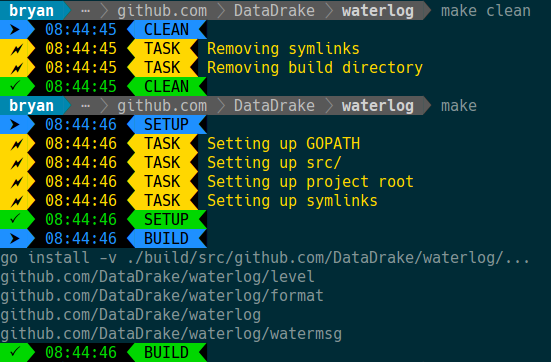 bryan ⋯ github.com DataDrake waterlog make clean
➤ 08:44:45 CLEAN
🗲 08:44:45 TASK Removing symlinks
🗲 08:44:45 TASK Removing build directory
✓ 08:44:45 CLEAN
bryan ⋯ github.com DataDrake waterlog make
➤ 08:44:46 SETUP
🗲 08:44:46 TASK Setting up GOPATH
🗲 08:44:46 TASK Setting up src/
🗲 08:44:46 TASK Setting up project root
🗲 08:44:46 TASK Setting up symlinks
✓ 08:44:46 SETUP
➤ 08:44:46 BUILD
go install -v ./build/src/github.com/DataDrake/waterlog/...
github.com/DataDrake/waterlog/level
github.com/DataDrake/waterlog/format
github.com/DataDrake/waterlog
github.com/DataDrake/waterlog/watermsg
✓ 08:44:46 BUILD